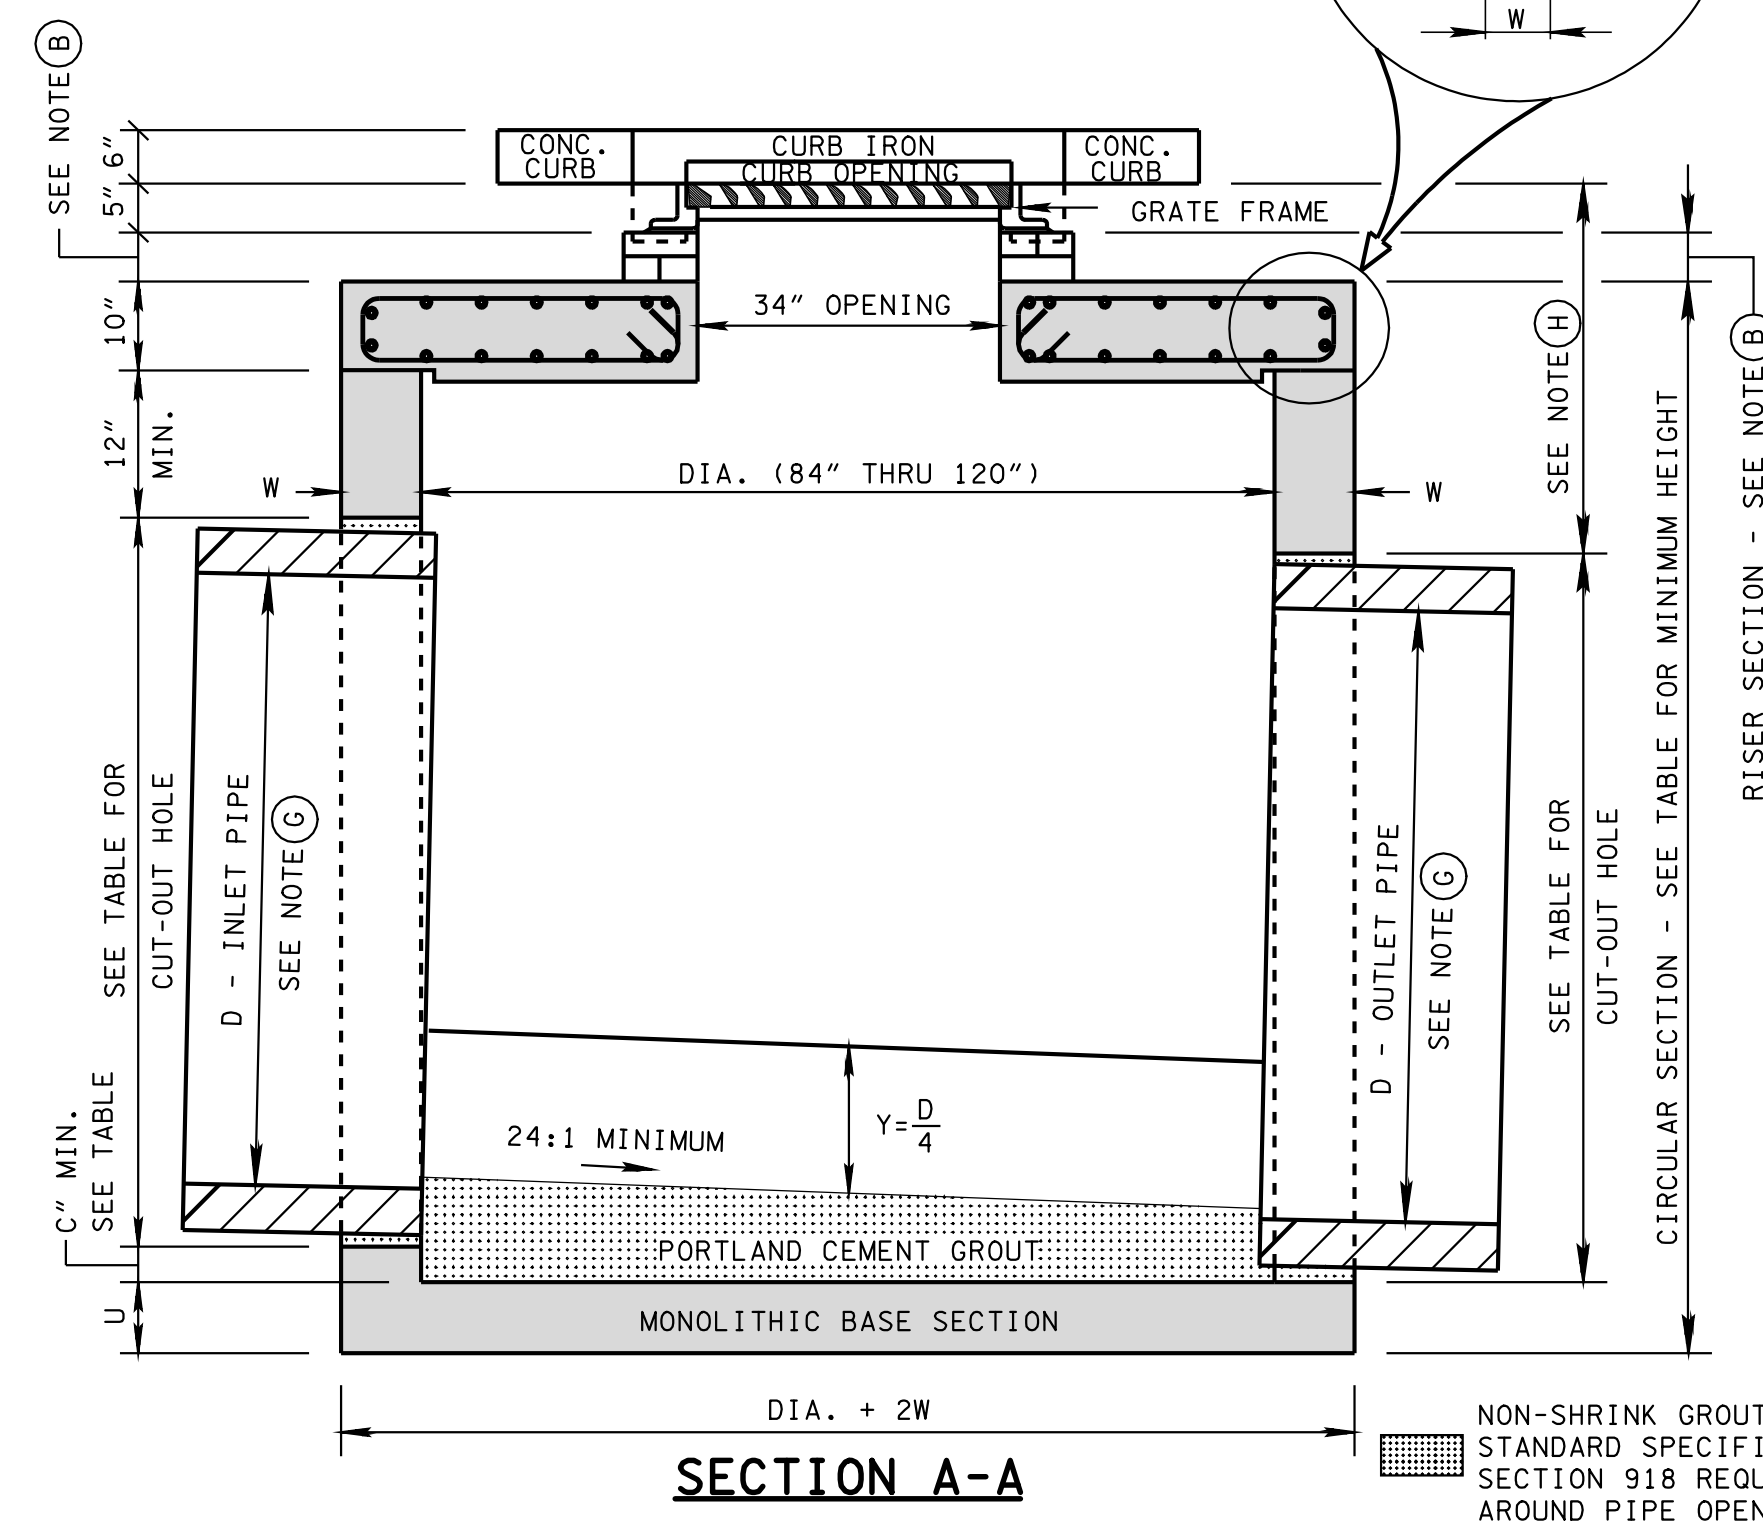 W
SEE NOTE B
6"
5"
CONC.
CURB
CURB IRON
CURB OPENING
CONC.
CURB
GRATE FRAME
10"
34" OPENING
12"
MIN.
W
DIA. (84" THRU 120")
W
SEE NOTE H
RISER SECTION - SEE NOTE B
CIRCULAR SECTION - SEE TABLE FOR MINIMUM HEIGHT
SEE TABLE FOR
CUT-OUT HOLE
D - INLET PIPE
SEE NOTE G
D - OUTLET PIPE
SEE NOTE G
SEE TABLE FOR
CUT-OUT HOLE
C" MIN.
SEE TABLE
24:1 MINIMUM
Y=D/4
PORTLAND CEMENT GROUT
U
MONOLITHIC BASE SECTION
DIA. + 2W
SECTION A-A
NON-SHRINK GROUT
STANDARD SPECIFI
SECTION 918 REQU
AROUND PIPE OPEN